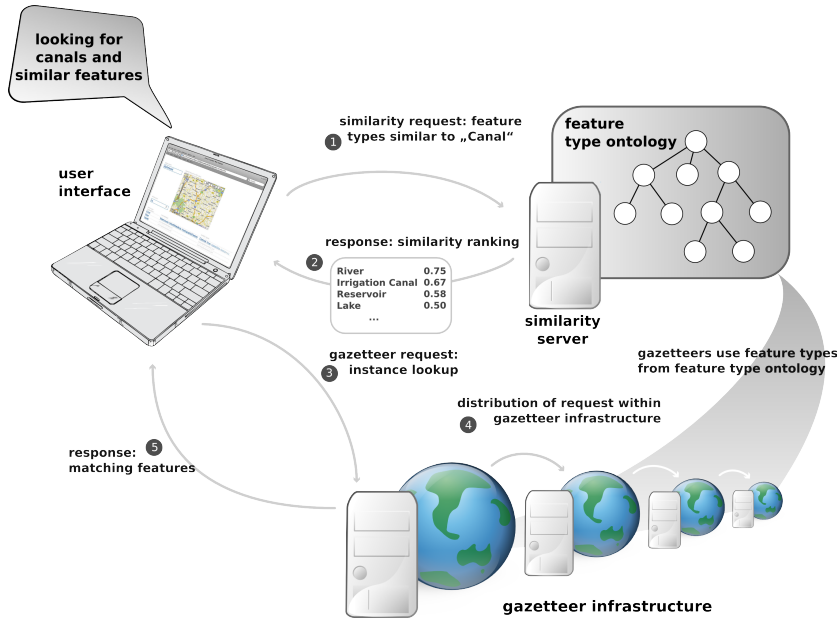 looking for
canals and
similar features
similarity request: feature
1 types similar to „Canal“
feature
type ontology
user
interface
response: similarity ranking
2
River 0.75
Irrigation Canal 0.67
Reservoir 0.58
Lake 0.50
...
similarity
server
gazetteer request:
3 instance lookup
gazetteers use feature types
from feature type ontology
distribution of request within
4 gazetteer infrastructure
response: 5
matching features
gazetteer infrastructure